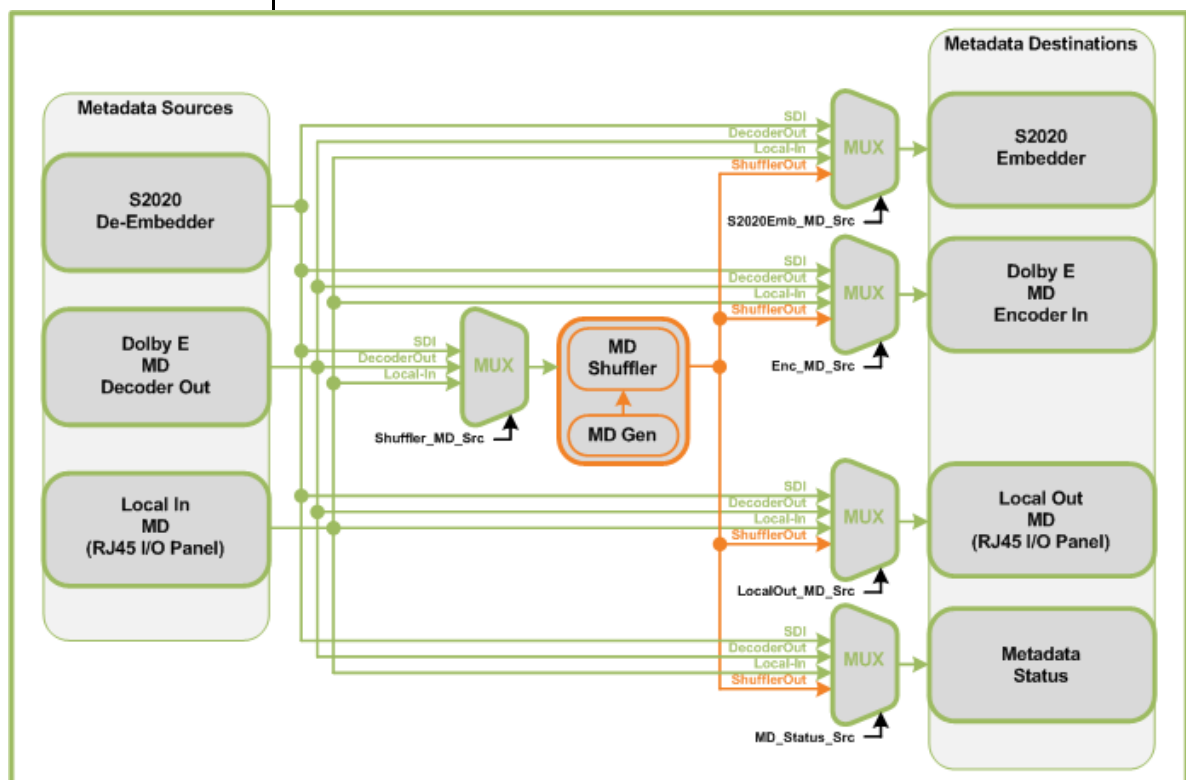 Metadata Sources
S2020
De-Embedder
Dolby E
MD
Decoder Out
Local In
MD
(RJ45 I/O Panel)
SDI
DecoderOut
Local-In
MUX
Shuffler_MD_Src
MD
Shuffler
MD Gen
SDI
DecoderOut
Local-In
ShufflerOut
MUX
S2020Emb_MD_Src
SDI
DecoderOut
Local-In
ShufflerOut
MUX
Enc_MD_Src
SDI
DecoderOut
Local-In
ShufflerOut
MUX
LocalOut_MD_Src
SDI
DecoderOut
Local-In
ShufflerOut
MUX
MD_Status_Src
Metadata Destinations
S2020
Embedder
Dolby E
MD
Encoder In
Local Out
MD
(RJ45 I/O Panel)
Metadata
Status